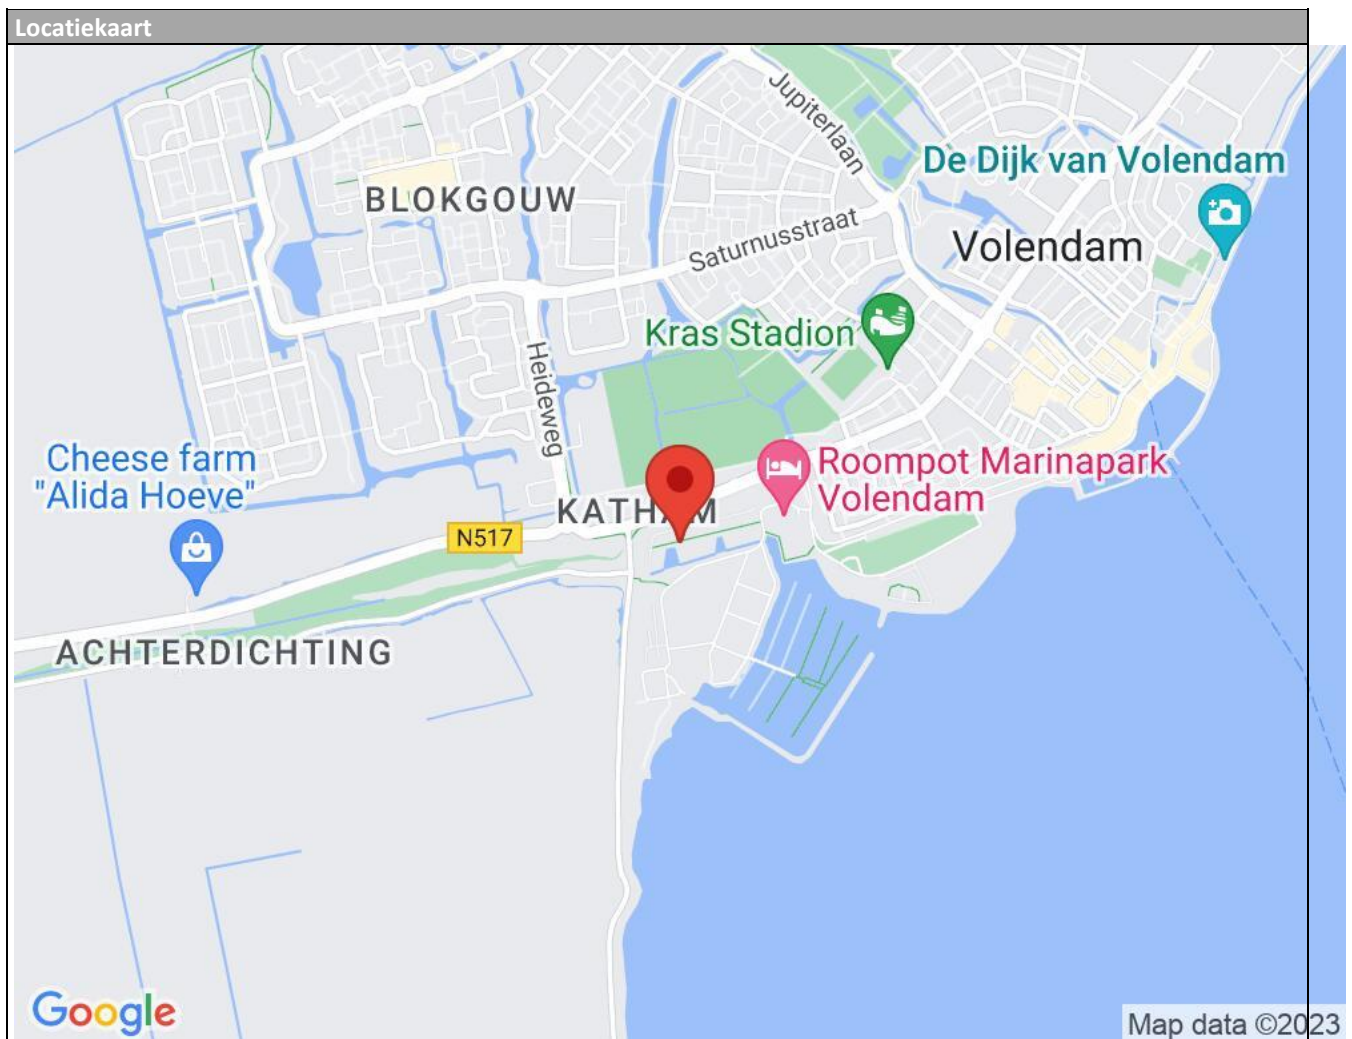 Locatiekaart
Jupiterlaan
De Dijk van Volendam
BLOKGOUW
Saturnusstraat
Volendam
Kras Stadion
Heideweg
Cheese farm
"Alida Hoeve"
Roompot Marinapark
Volendam
KATHAM
N517
ACHTERDICHTING
Google
Map data ©2023